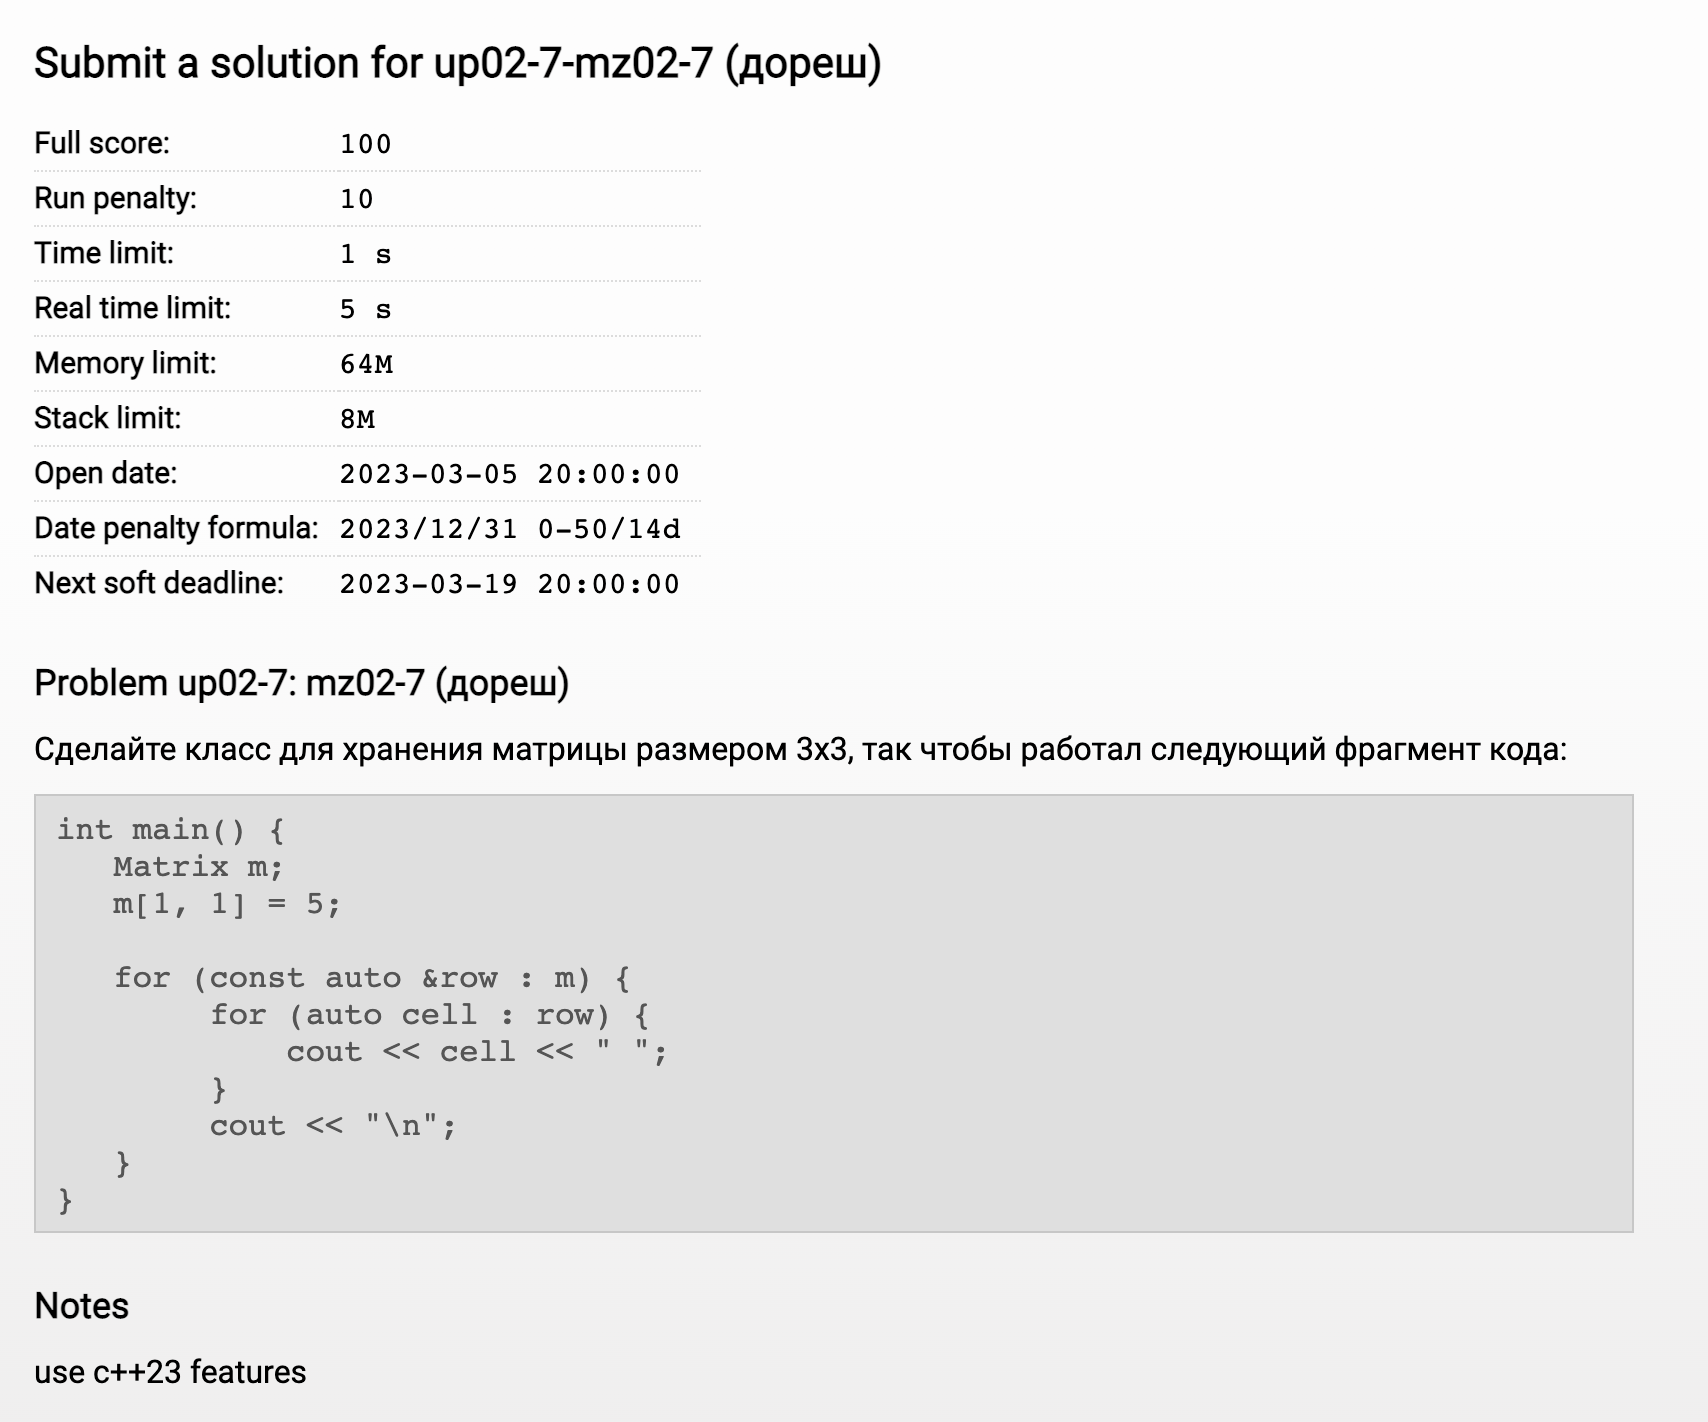 Submit a solution for up02-7-mz02-7 (дореш)
Full score: 100
Run penalty: 10
Time limit: 1 s
Real time limit: 5 s
Memory limit: 64M
Stack limit: 8M
Open date: 2023-03-05 20:00:00
Date penalty formula: 2023/12/31 0-50/14d
Next soft deadline: 2023-03-19 20:00:00
Problem up02-7: mz02-7 (дореш)
Сделайте класс для хранения матрицы размером 3x3, так чтобы работал следующий фрагмент кода:
int main() {
   Matrix m;
   m[1, 1] = 5;

   for (const auto &row : m) {
        for (auto cell : row) {
            cout << cell << " ";
        }
        cout << "\n";
   }
}
Notes
use c++23 features